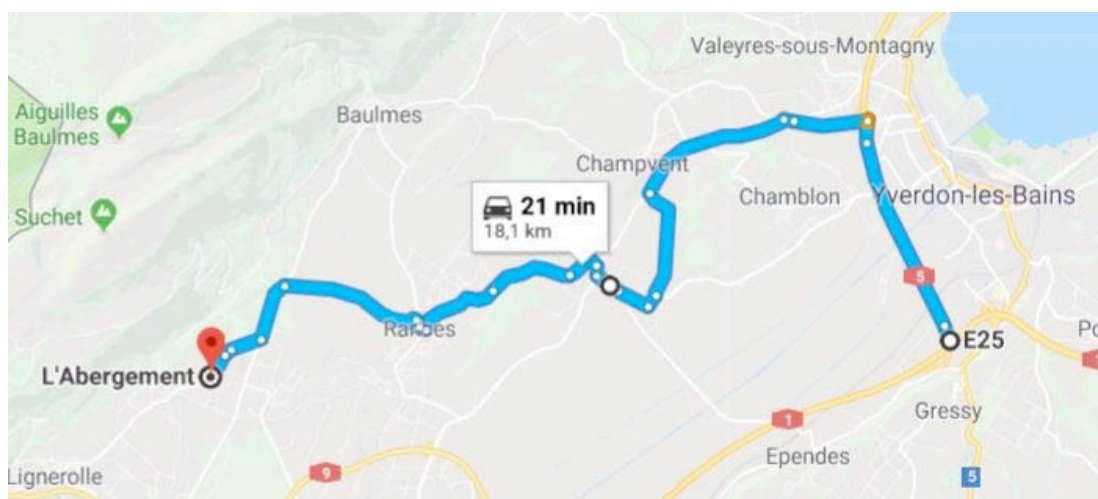 Valeyres-sous-Montagny
Aiguilles
Baulmes
Baulmes
Champvent
Suchet
21 min
18,1 km
Chamblon
Yverdon-les-Bains
5
Rances
E25
L'Abergement
1
Gressy
Ependes
Lignerolle
9
5